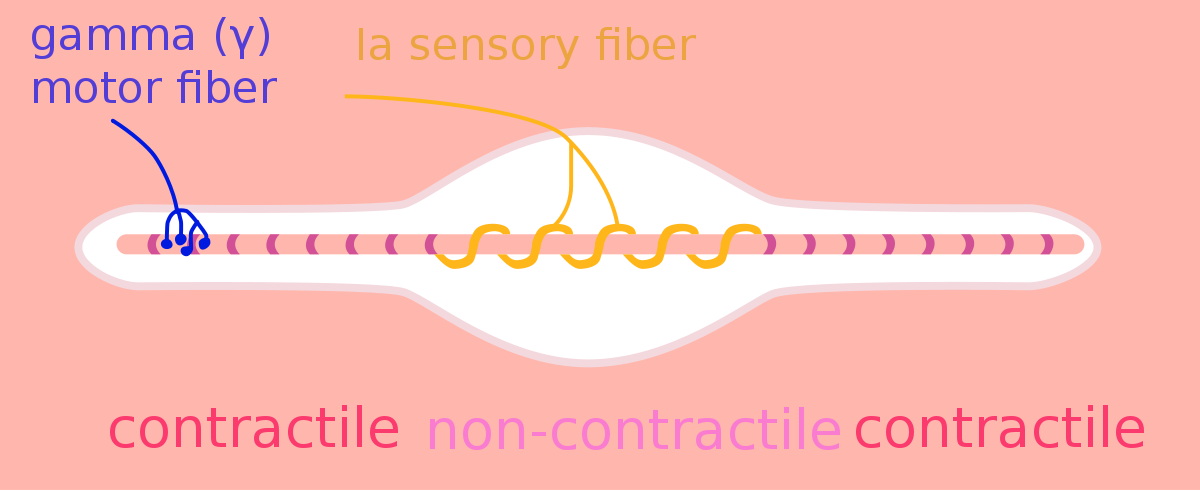 gamma (γ)
motor fiber
Ia sensory fiber
contractile non-contractile contractile